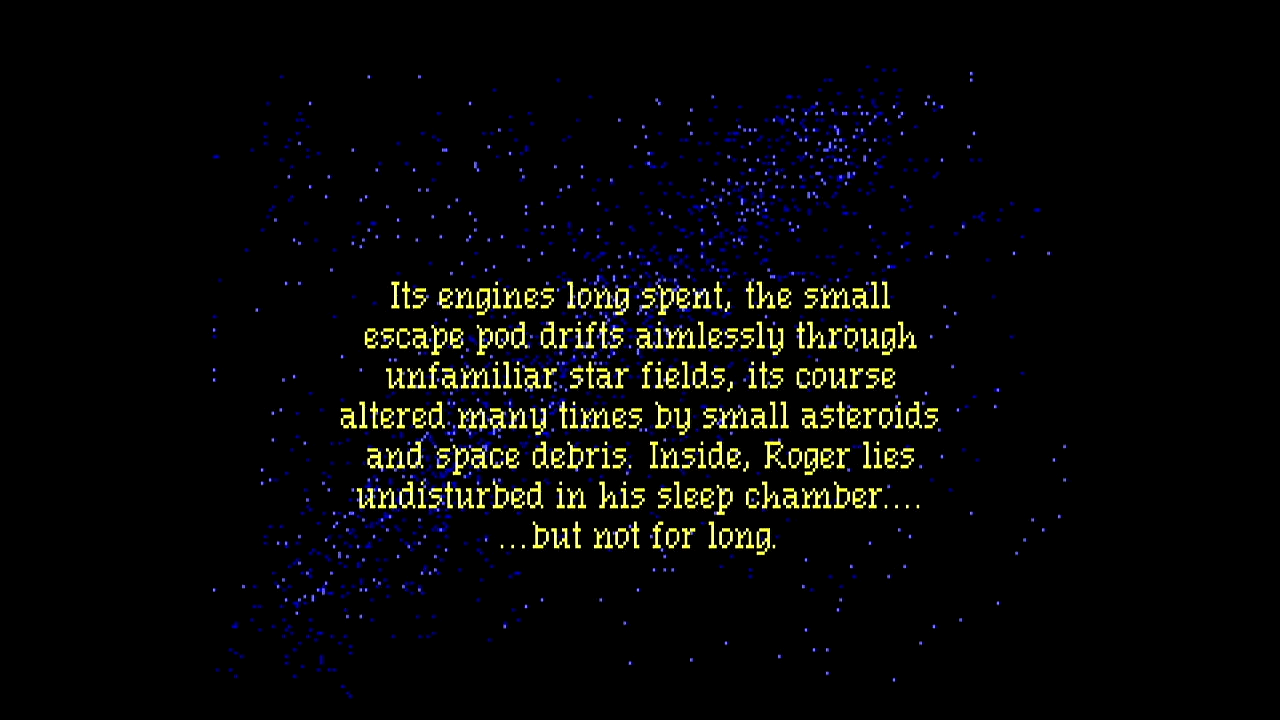 Its engines long spent, the small
escape pod drifts aimlessly through
unfamiliar star fields, its course
altered many times by small asteroids
and space debris. Inside, Roger lies
undisturbed in his sleep chamber....
...but not for long.